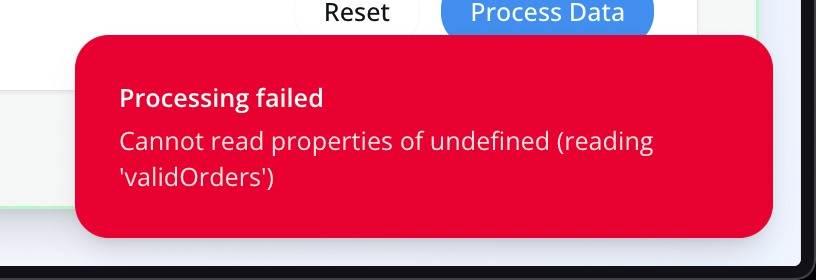 Reset
Process Data
Processing failed
Cannot read properties of undefined (reading
'validOrders')